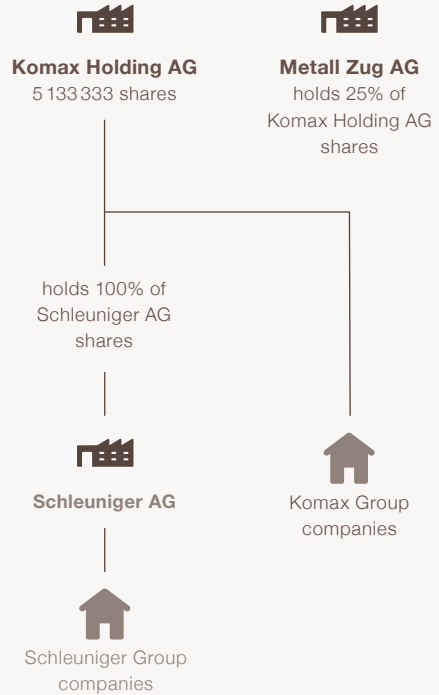 Komax Holding AG
5 133 333 shares
Metall Zug AG
holds 25% of
Komax Holding AG
shares
holds 100% of
Schleuniger AG
shares
Schleuniger AG
Komax Group
companies
Schleuniger Group
companies